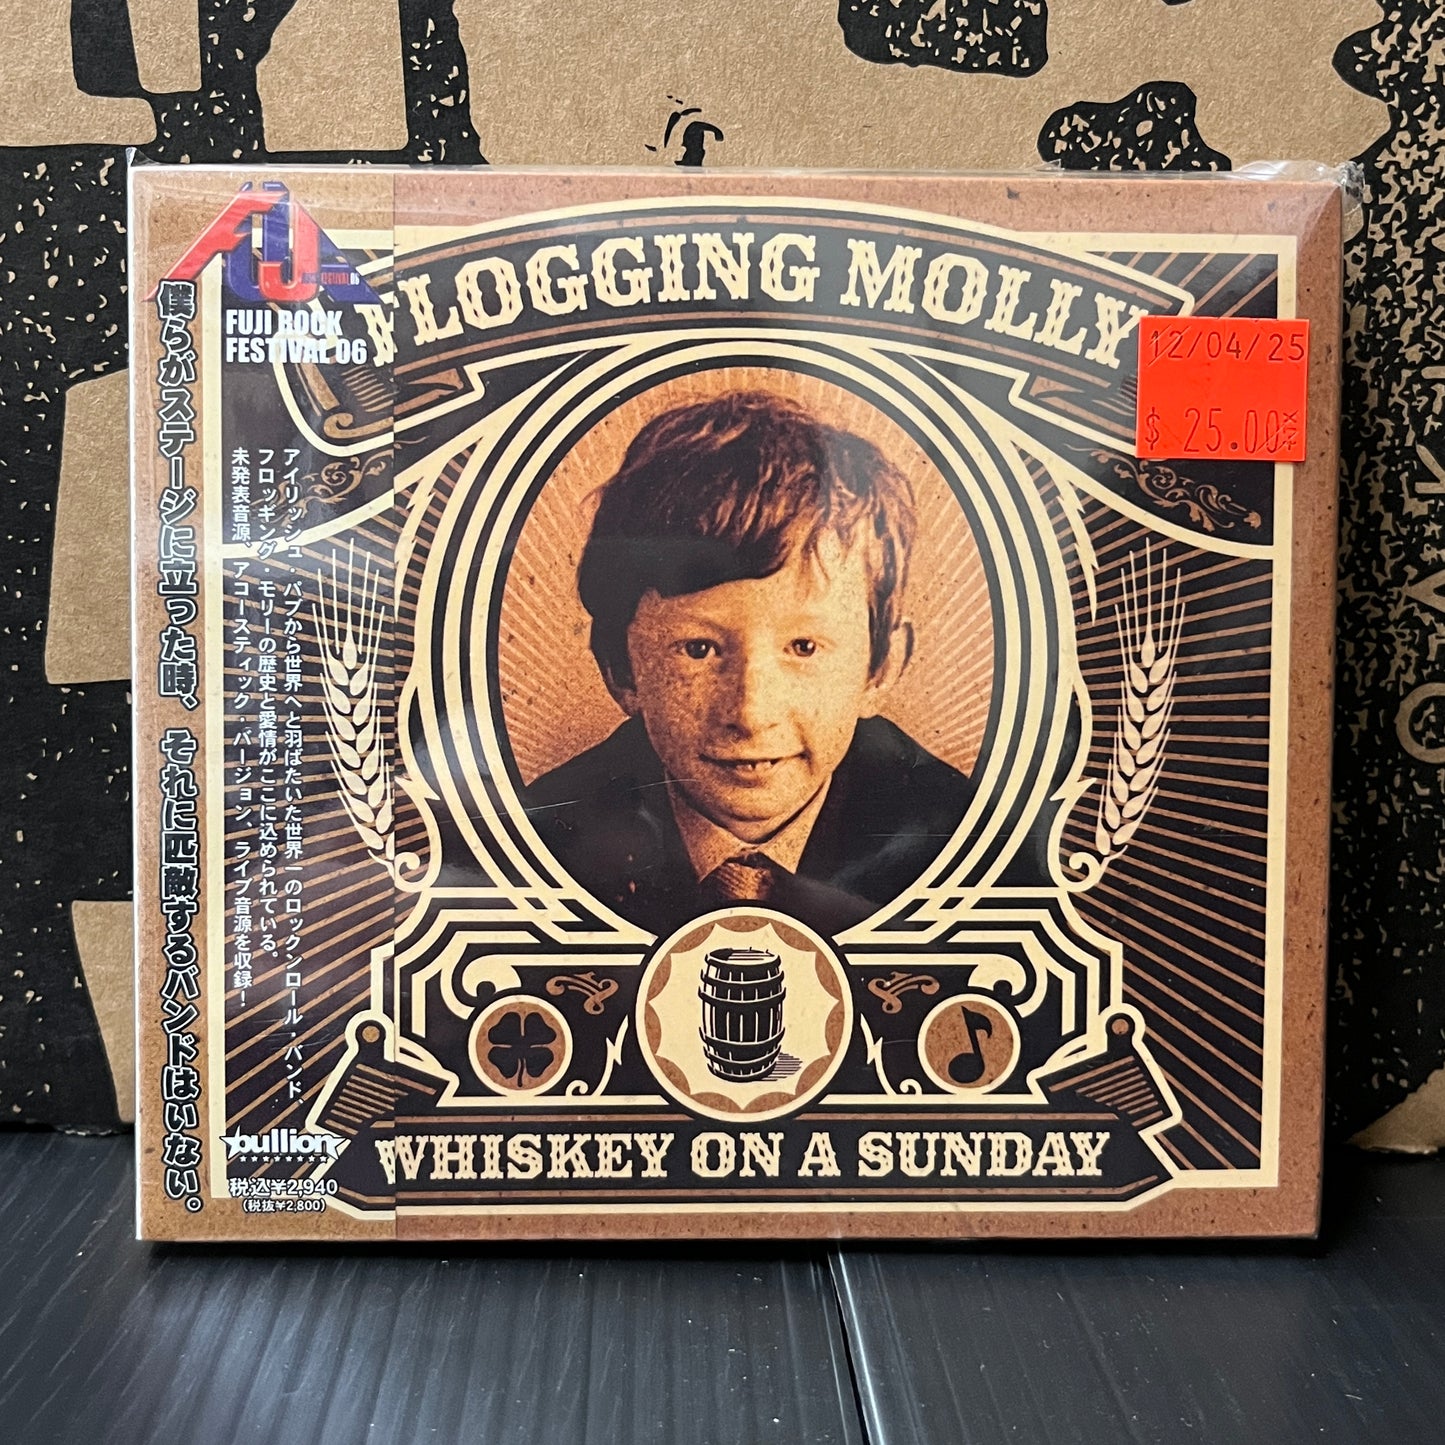 FUJI ROCK
FESTIVAL 06
僕らがステージに立った時、それに匹敵するバンドはいない。
アイリッシュ・パブから世界へと羽ばたいた世界一のロックンロール・バンド、
フロッギング・モリーの歴史と愛情がここに込められている。
未発表音源、アコースティック・バージョン、ライブ音源を収録!
bullion
税込¥2,940
(税抜¥2,800)
FLOGGING MOLLY
12/04/25
$ 25.00
WHISKEY ON A SUNDAY